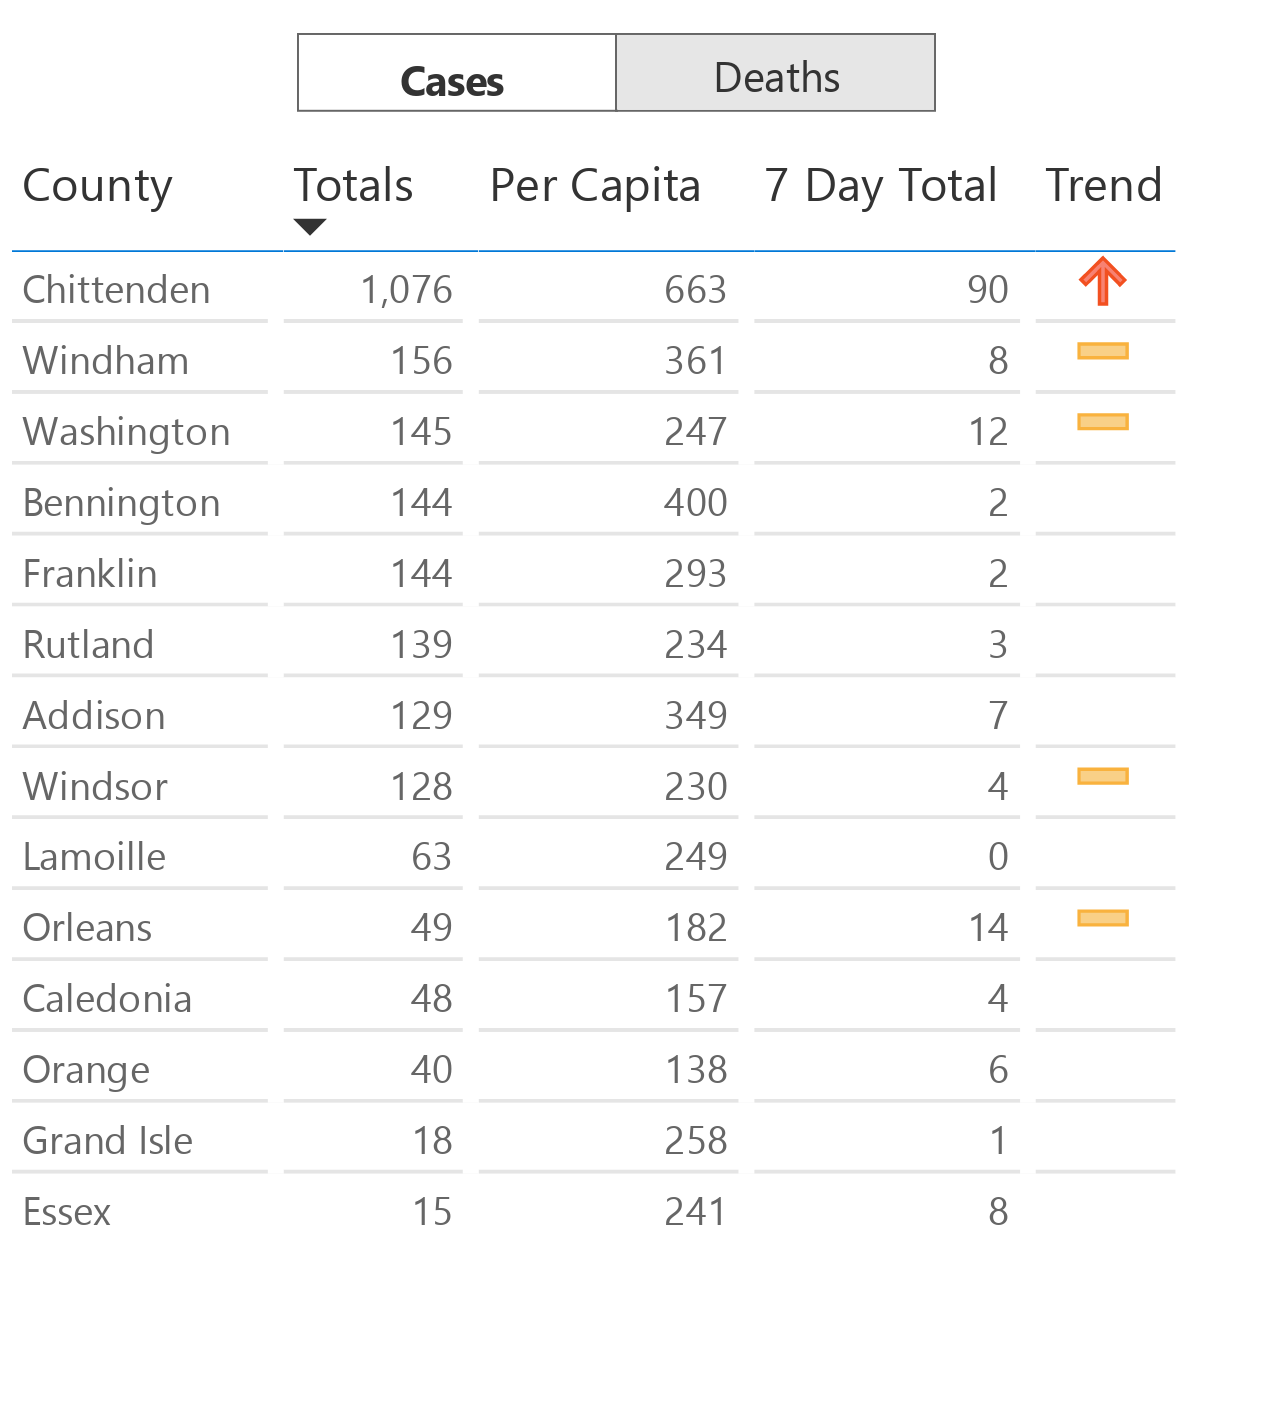 Cases Deaths
County Totals Per Capita 7 Day Total Trend
Chittenden 1,076 663 90
Windham 156 361 8
Washington 145 247 12
Bennington 144 400 2
Franklin 144 293 2
Rutland 139 234 3
Addison 129 349 7
Windsor 128 230 4
Lamoille 63 249 0
Orleans 49 182 14
Caledonia 48 157 4
Orange 40 138 6
Grand Isle 18 258 1
Essex 15 241 8